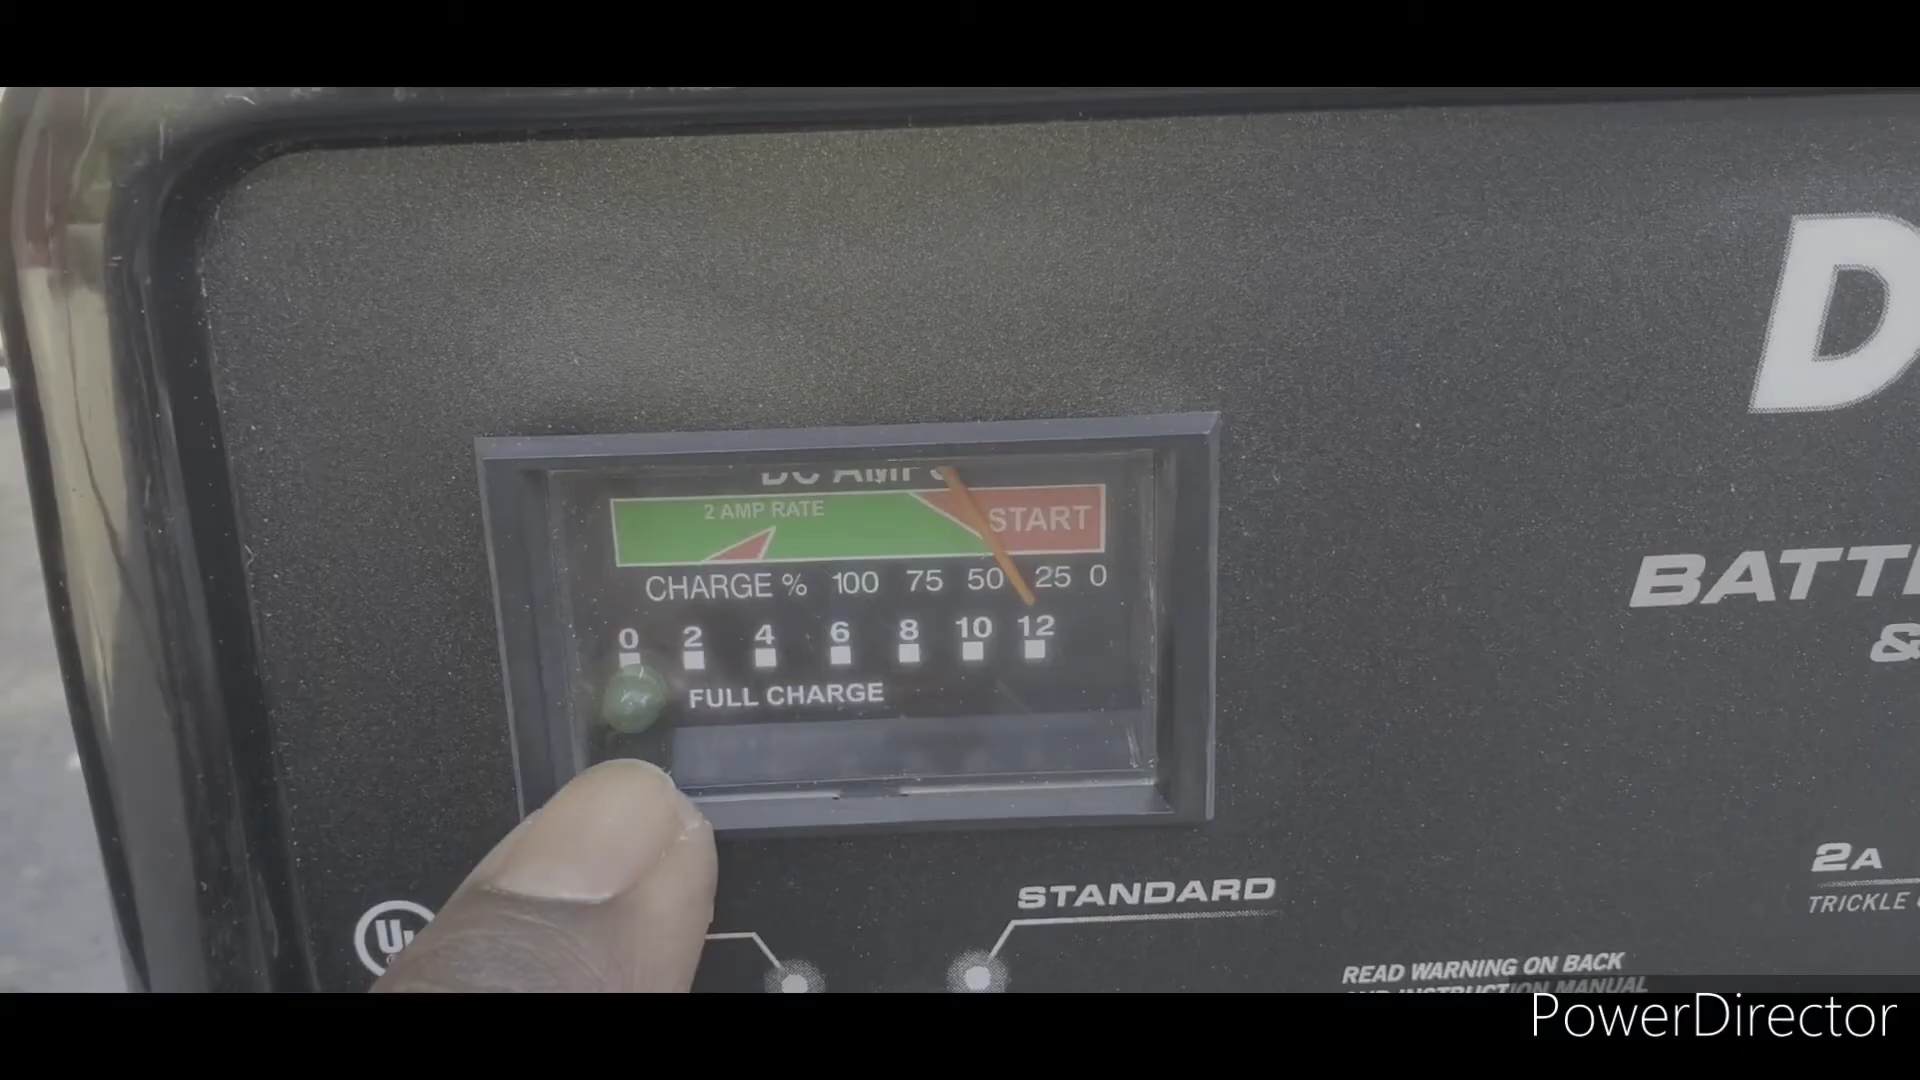 D
DC AMPS
2 AMP RATE
START
CHARGE % 100 75 50 25 0
0 2 4 6 8 10 12
FULL CHARGE
&
2A
TRICKLE
STANDARD
UL
READ WARNING ON BACK
AND INSTRUCTION MANUAL
PowerDirector